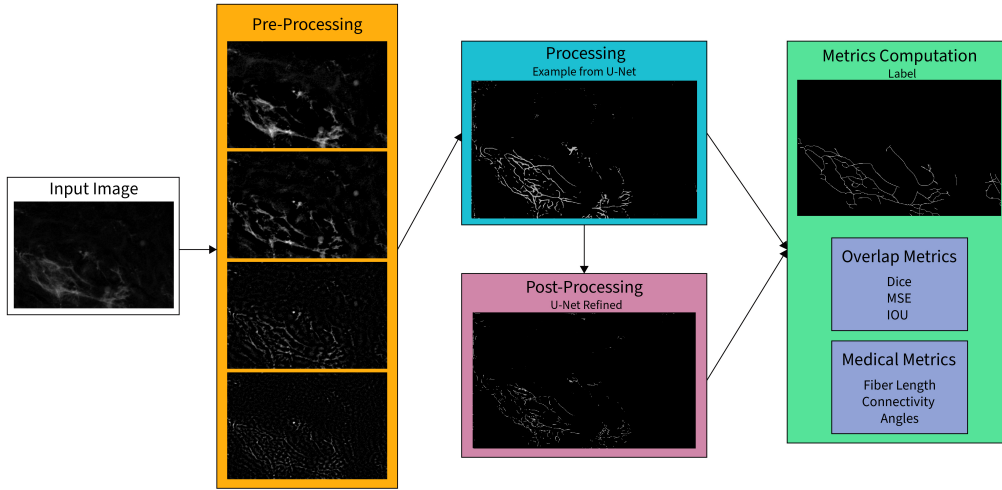 Input Image
Pre-Processing
Processing
Example from U-Net
Post-Processing
U-Net Refined
Metrics Computation
Label
Overlap Metrics
Dice
MSE
IOU
Medical Metrics
Fiber Length
Connectivity
Angles